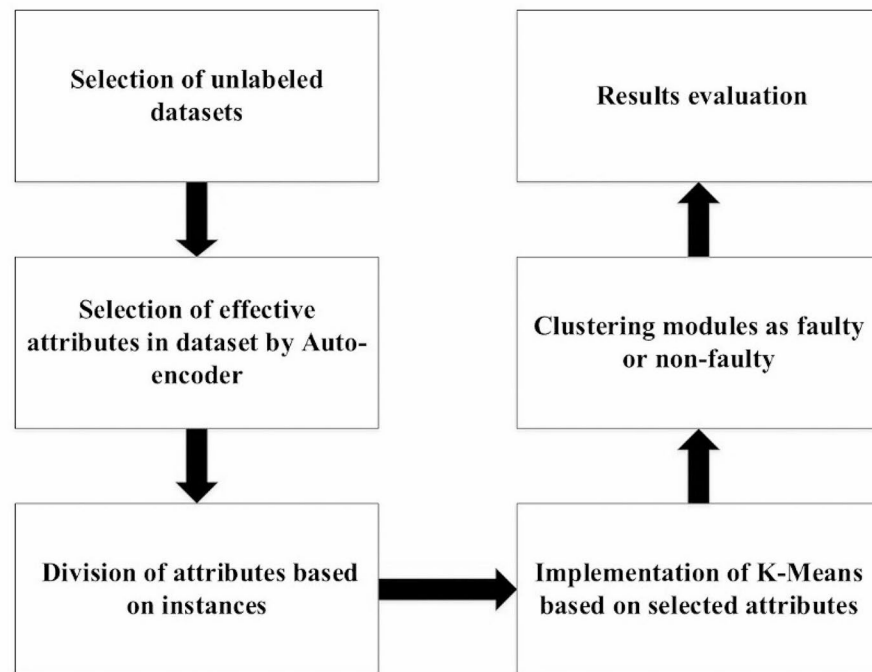 Selection of unlabeled
datasets
Selection of effective
attributes in dataset by Auto-
encoder
Division of attributes based
on instances
Implementation of K-Means
based on selected attributes
Clustering modules as faulty
or non-faulty
Results evaluation